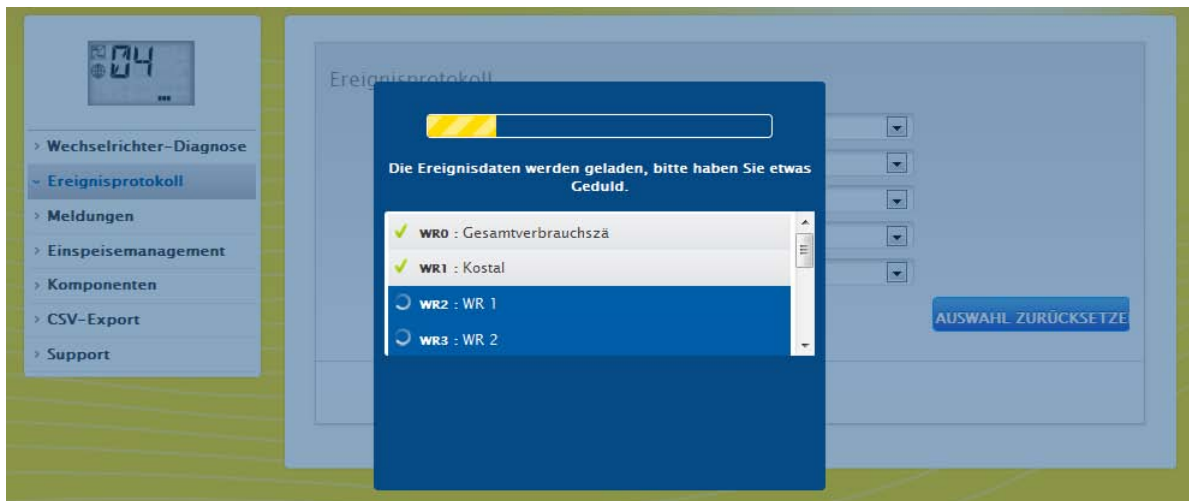 04
Wechselrichter-Diagnose
Ereignisprotokoll
Meldungen
Einspeisemanagement
Komponenten
CSV-Export
Support
Ereignisprotokoll
Die Ereignisdaten werden geladen, bitte haben Sie etwas
Geduld.
WR0 : Gesamtverbrauchszä
WR1 : Kostal
WR2 : WR 1
WR3 : WR 2
AUSWAHL ZURÜCKSETZE